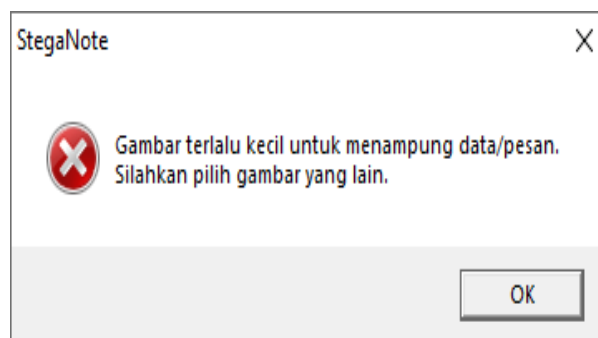 StegaNote
Gambar terlalu kecil untuk menampung data/pesan.
Silahkan pilih gambar yang lain.
OK